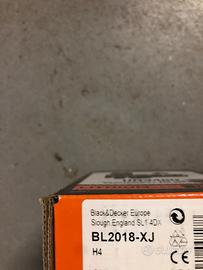 Black&Decker Europe
Slough,England SL1 4DX
BL2018-XJ
H4